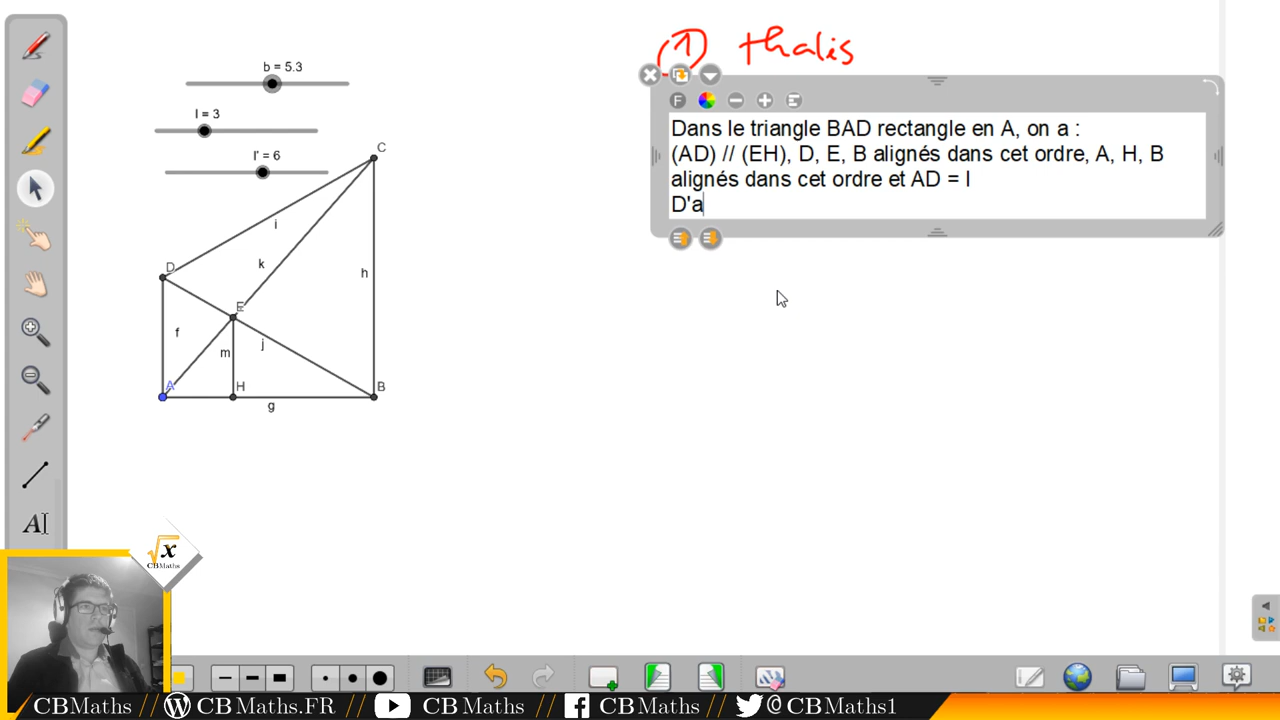 ① thalis
b = 5.3
l = 3
l' = 6
Dans le triangle BAD rectangle en A, on a :
(AD) // (EH), D, E, B alignés dans cet ordre, A, H, B
alignés dans cet ordre et AD = l
D'a
C
i
k
h
D
E
f
m
j
A
H
B
g
F
A
√x
CBMaths
CBMaths
CBMaths.FR
CBMaths
CBMaths
@CBMaths1